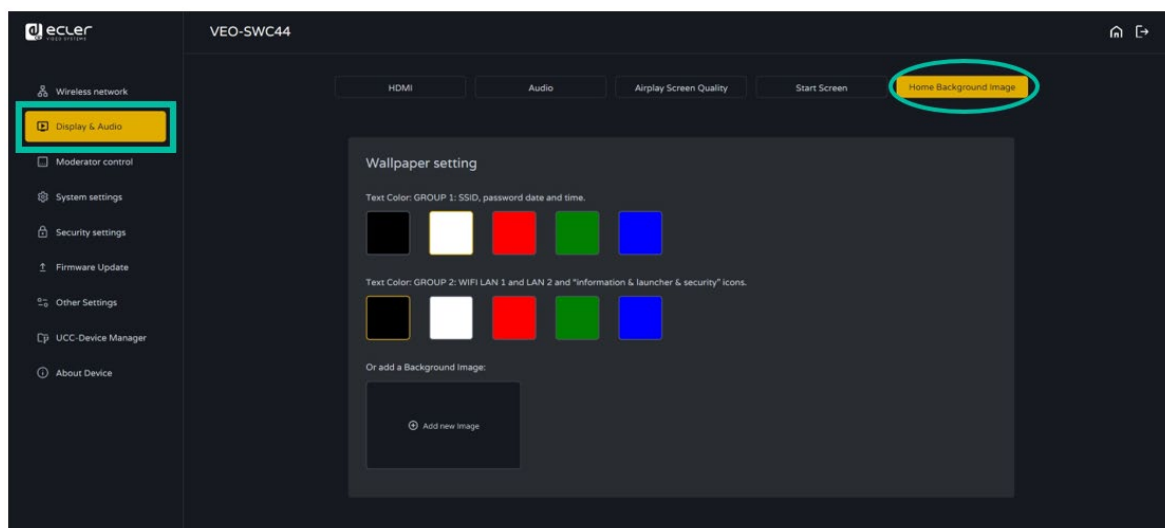 ecler
VIDEO SYSTEMS
VEO-SWC44
Wireless network
Display & Audio
Moderator control
System settings
Security settings
Firmware Update
Other Settings
UCC-Device Manager
About Device
HDMI
Audio
Airplay Screen Quality
Start Screen
Home Background Image
Wallpaper setting
Text Color: GROUP 1: SSID, password date and time.
Text Color: GROUP 2: WIFI LAN 1 and LAN 2 and "information & launcher & security" icons.
Or add a Background Image:
Add new Image